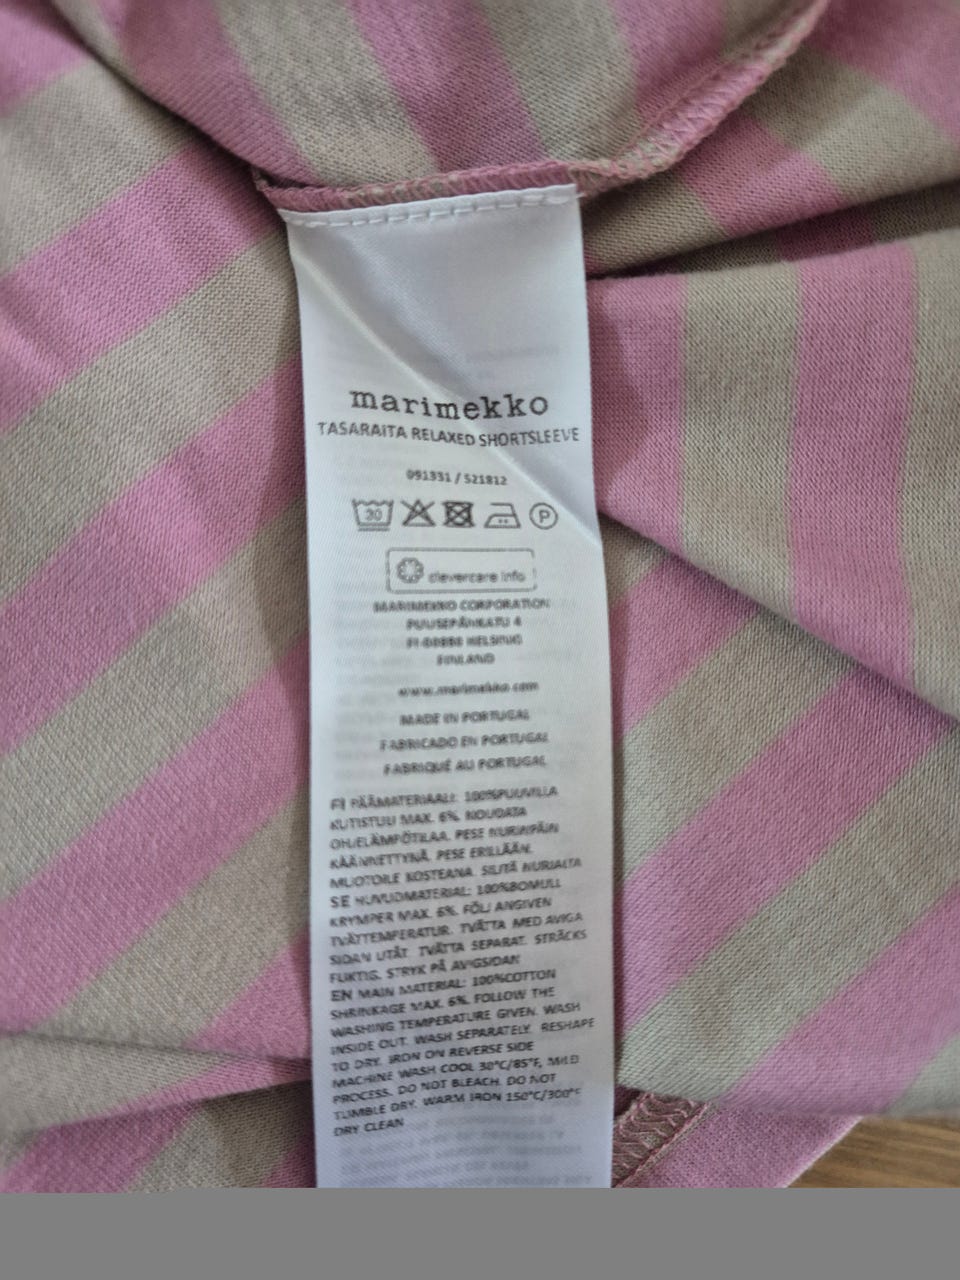 marimekko
TASARAITA RELAXED SHORTSLEEVE
091331 / 521812
30
P
clevercare info
MARIMEKKO CORPORATION
PUUSEPÄNKATU 4
FI-00880 HELSINKI
FINLAND
www.marimekko.com
MADE IN PORTUGAL
FABRICADO EN PORTUGAL
FABRIQUÉ AU PORTUGAL
FI PÄÄMATERIAALI: 100%PUUVILLA
KUTISTUU MAX. 6%. NOUDATA
OHJELÄMPÖTILAA. PESE NURINPÄIN
KÄÄNNETTYNÄ. PESE ERILLÄÄN.
MUOTOILE KOSTEANA. SILITÄ NURJALTA
SE HUVUDMATERIAL: 100%BOMULL
KRYMPER MAX. 6%. FÖLJ ANGIVEN
TVÄTTEMPERATUR. TVÄTTA MED AVIGA
SIDAN UTÅT. TVÄTTA SEPARAT. STRÄCKS
FUKTIG. STRYK PÅ AVIGSIDAN
EN MAIN MATERIAL: 100%COTTON
SHRINKAGE MAX. 6%. FOLLOW THE
WASHING TEMPERATURE GIVEN. WASH
INSIDE OUT. WASH SEPARATELY. RESHAPE
TO DRY. IRON ON REVERSE SIDE
MACHINE WASH COOL 30°C/85°F, MILD
PROCESS. DO NOT BLEACH. DO NOT
TUMBLE DRY. WARM IRON 150°C/300°F
DRY CLEAN